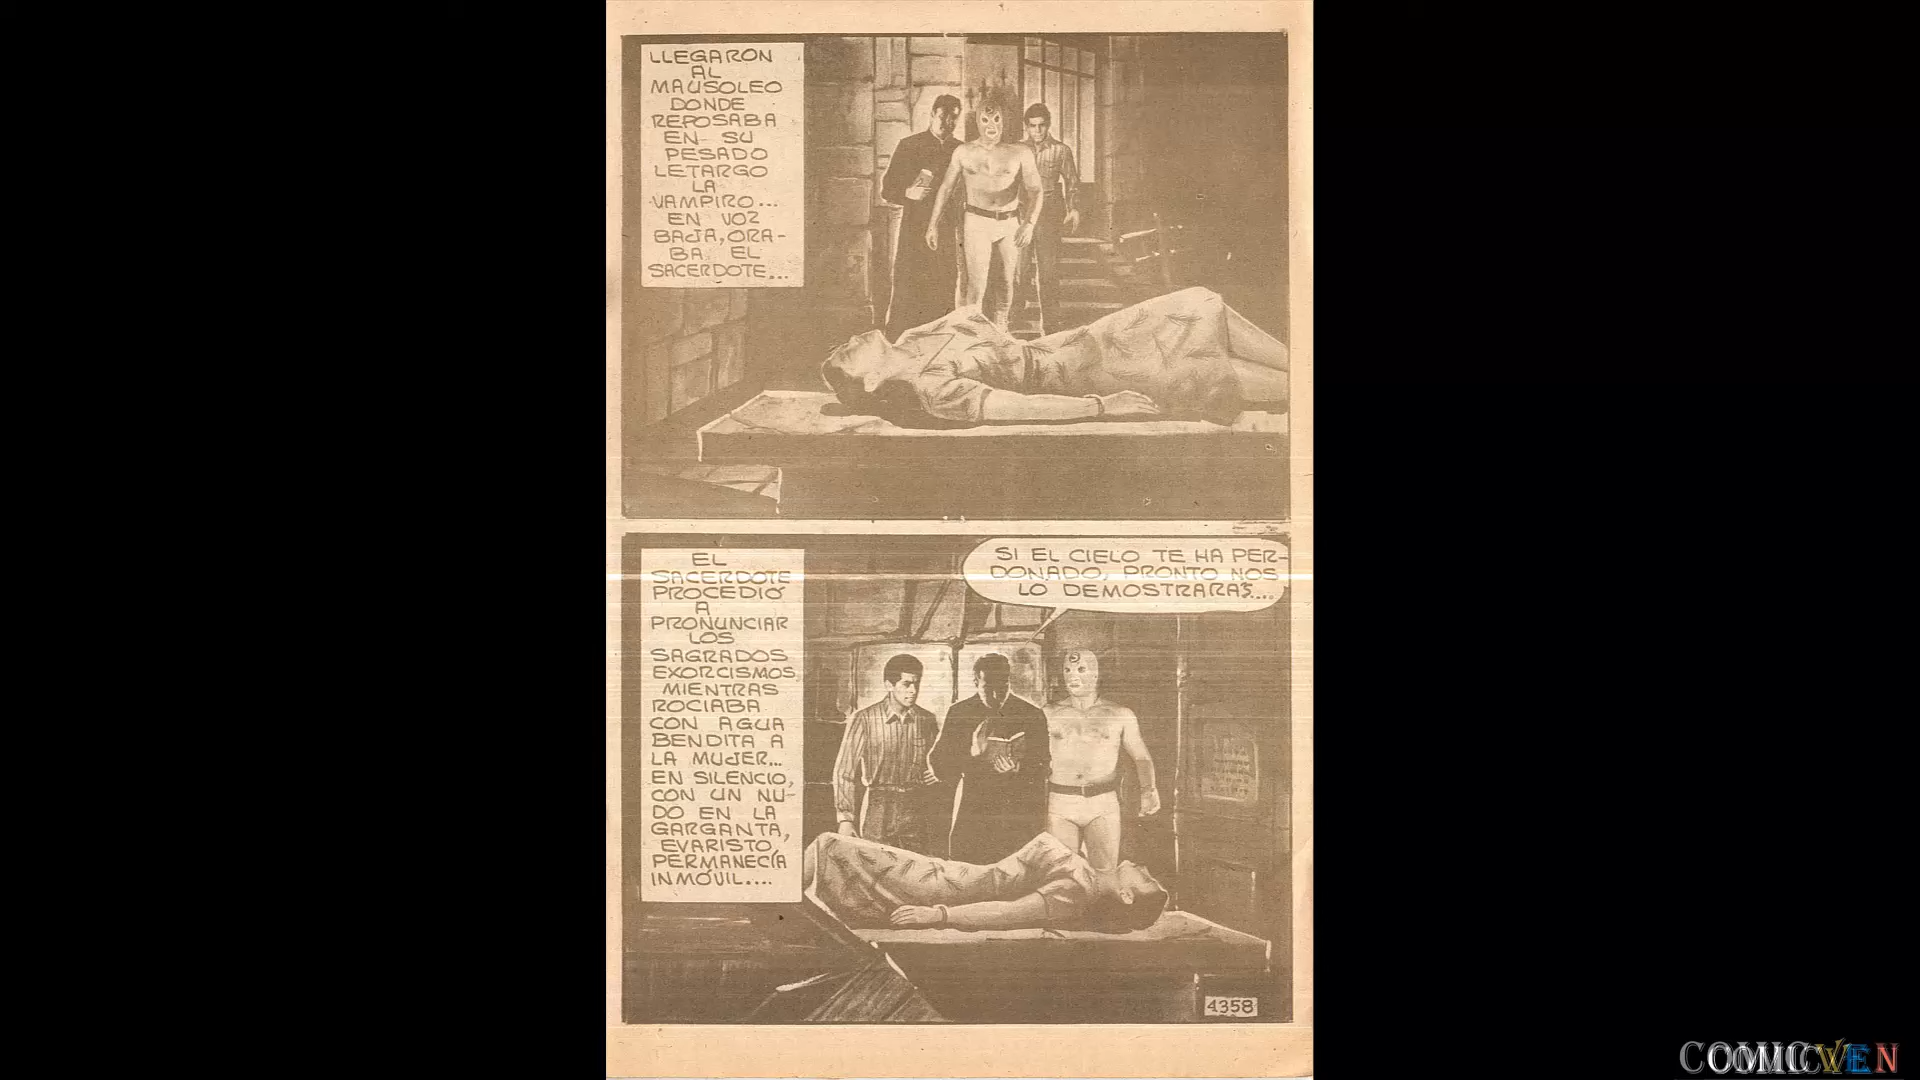 LLEGARON
AL
MAUSOLEO
DONDE
REPOSABA
EN SU
PESADO
LETARGO
LA
VAMPIRO...
EN VOZ
BAJA, ORA-
BA EL
SACERDOTE...
EL
SACERDOTE
PROCEDIÓ
A
PRONUNCIAR
LOS
SAGRADOS
EXORCISMOS,
MIENTRAS
ROCIABA
CON AGUA
BENDITA A
LA MUJER...
EN SILENCIO,
CON UN NU-
DO EN LA
GARGANTA,
EVARISTO,
PERMANECÍA
INMÓVIL....
SI EL CIELO TE HA PER-
DONADO, PRONTO NOS
LO DEMOSTRARÁS....
4358
COMICVEN